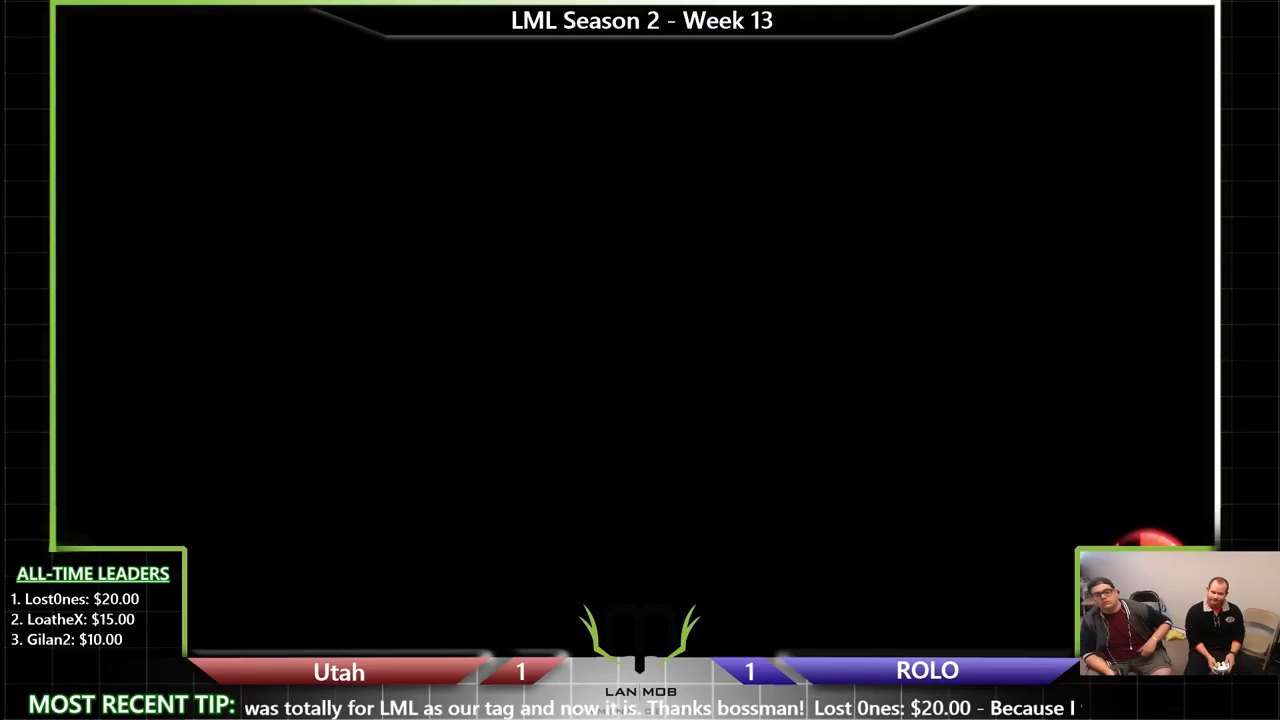 LML Season 2 - Week 13
ALL-TIME LEADERS
1. Lost0nes: $20.00
2. LoatheX: $15.00
3. Gilan2: $10.00
Utah 1 1 ROLO
LAN MOB
MOST RECENT TIP: was totally for LML as our tag and now it is. Thanks bossman! Lost 0nes: $20.00 - Because I